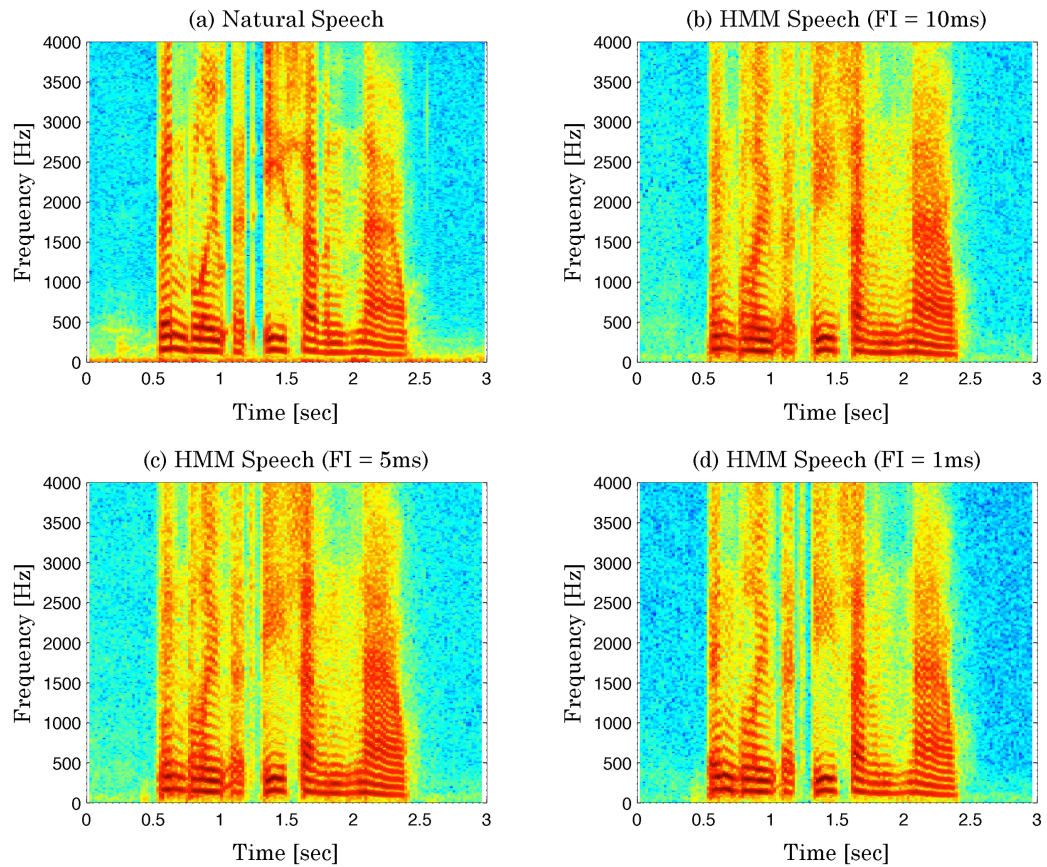 (a) Natural Speech
4000
3500
3000
2500
2000
1500
1000
500
0
Frequency [Hz]
0 0.5 1 1.5 2 2.5 3
Time [sec]
(b) HMM Speech (FI = 10ms)
4000
3500
3000
2500
2000
1500
1000
500
0
Frequency [Hz]
0 0.5 1 1.5 2 2.5 3
Time [sec]
(c) HMM Speech (FI = 5ms)
4000
3500
3000
2500
2000
1500
1000
500
0
Frequency [Hz]
0 0.5 1 1.5 2 2.5 3
Time [sec]
(d) HMM Speech (FI = 1ms)
4000
3500
3000
2500
2000
1500
1000
500
0
Frequency [Hz]
0 0.5 1 1.5 2 2.5 3
Time [sec]